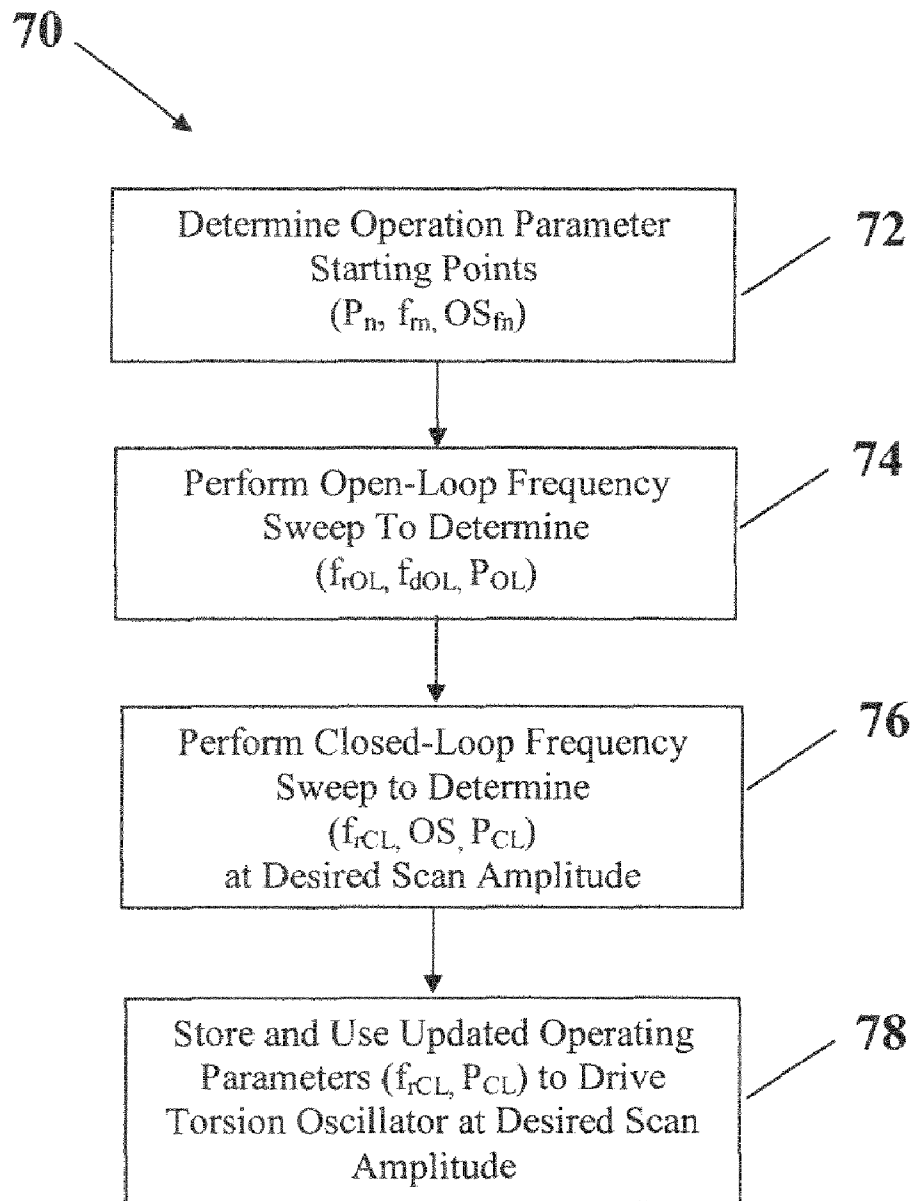 70
Determine Operation Parameter
Starting Points
(Pn, frn, OSfn)
72
Perform Open-Loop Frequency
Sweep To Determine
(frOL, fdOL, POL)
74
Perform Closed-Loop Frequency
Sweep to Determine
(frCL, OS, PCL)
at Desired Scan Amplitude
76
Store and Use Updated Operating
Parameters (frCL, PCL) to Drive
Torsion Oscillator at Desired Scan
Amplitude
78